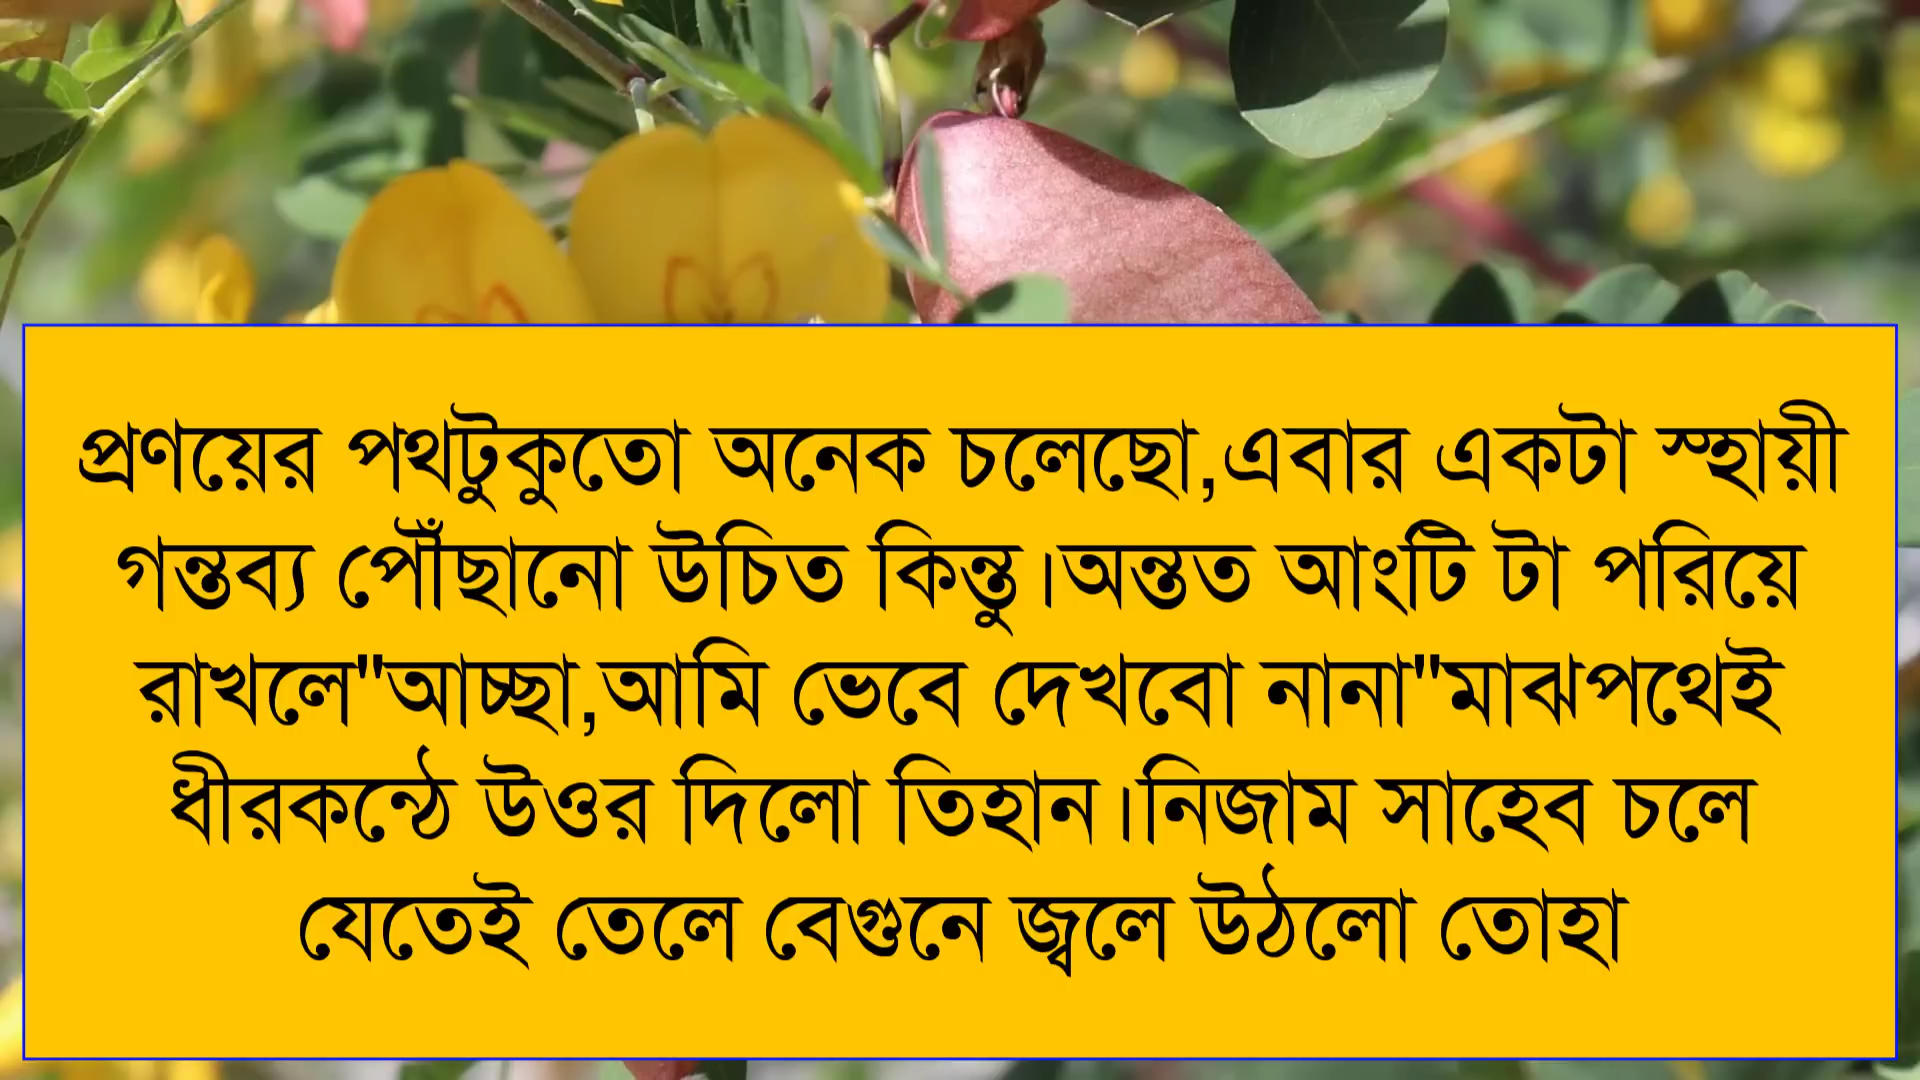 প্রণয়ের পথটুকুতো অনেক চলেছো,এবার একটা স্হায়ী
গন্তব্য পৌঁছানো উচিত কিন্তু।অন্তত আংটি টা পরিয়ে
রাখলে"আচ্ছা,আমি ভেবে দেখবো নানা"মাঝপথেই
ধীরকন্ঠে উওর দিলো তিহান।নিজাম সাহেব চলে
যেতেই তেলে বেগুনে জ্বলে উঠলো তোহা